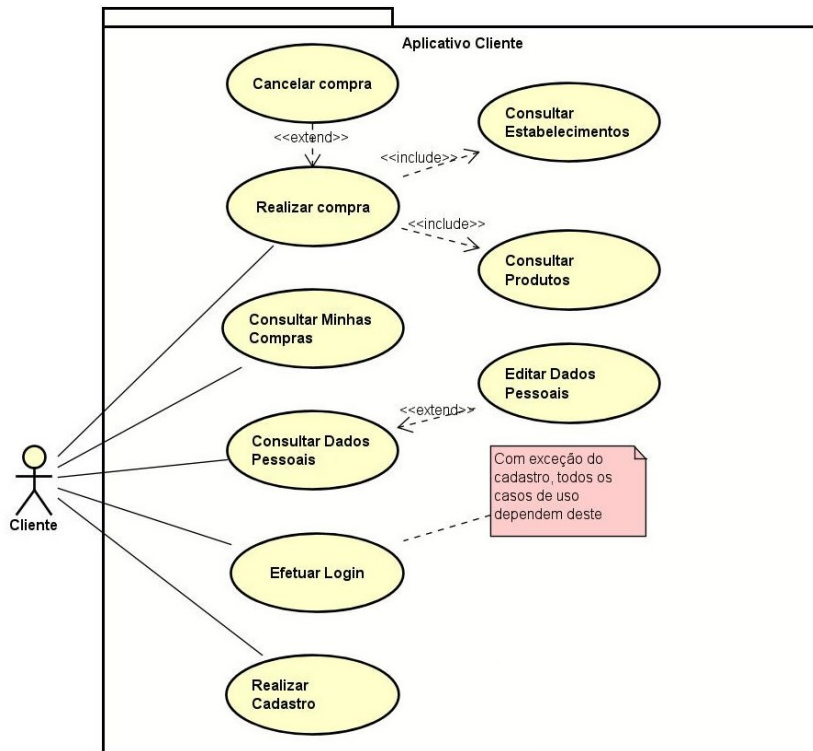 Aplicativo Cliente
Cancelar compra
<<extend>>
Realizar compra
<<include>>
Consultar
Estabelecimentos
<<include>>
Consultar
Produtos
Consultar Minhas
Compras
Editar Dados
Pessoais
<<extend>>
Consultar Dados
Pessoais
Com exceção do
cadastro, todos os
casos de uso
dependem deste
Cliente
Efetuar Login
Realizar
Cadastro